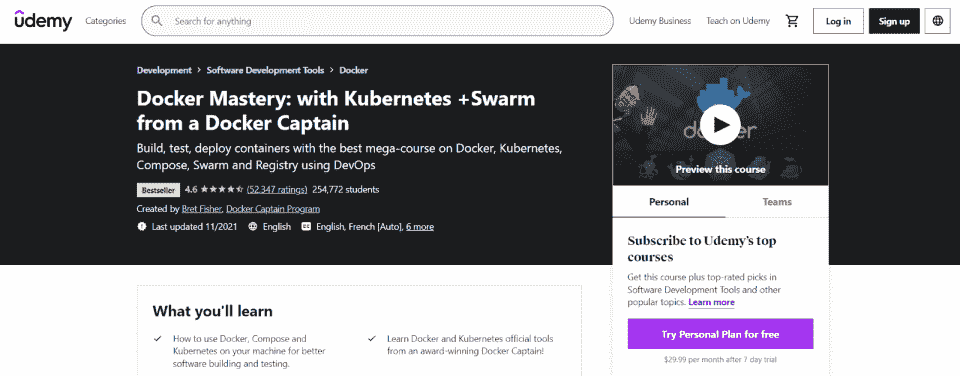 udemy
Categories
Search for anything
Udemy Business
Teach on Udemy
Log in
Sign up
Development > Software Development Tools > Docker
Docker Mastery: with Kubernetes +Swarm
from a Docker Captain
Build, test, deploy containers with the best mega-course on Docker, Kubernetes,
Compose, Swarm and Registry using DevOps
Bestseller 4.6 (52,347 ratings) 254,772 students
Created by Bret Fisher, Docker Captain Program
Last updated 11/2021 English CC English, French [Auto], 6 more
What you'll learn
How to use Docker, Compose and
Kubernetes on your machine for better
software building and testing.
Learn Docker and Kubernetes official tools
from an award-winning Docker Captain!
docker
Preview this course
Personal
Teams
Subscribe to Udemy's top
courses
Get this course plus top-rated picks in
Software Development Tools and other
popular topics. Learn more
Try Personal Plan for free
$29.99 per month after 7 day trial